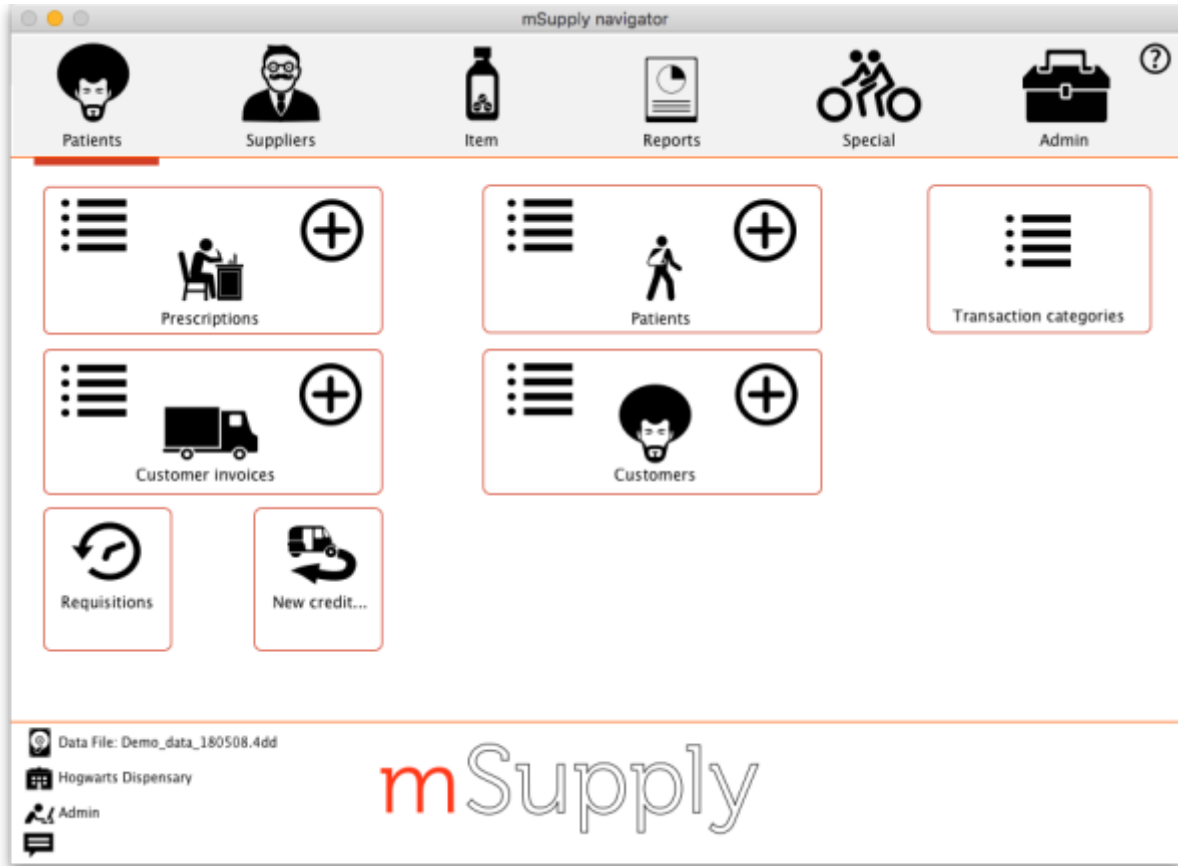 mSupply navigator
?
Patients
Suppliers
Item
Reports
Special
Admin
Prescriptions
Patients
Transaction categories
Customer invoices
Customers
Requisitions
New credit...
Data File: Demo_data_180508.4dd
Hogwarts Dispensary
Admin
mSupply